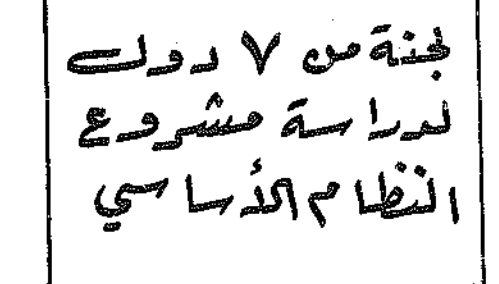 لجنة من ٧ دول
لدراسة مشروع
النظام الأساسي